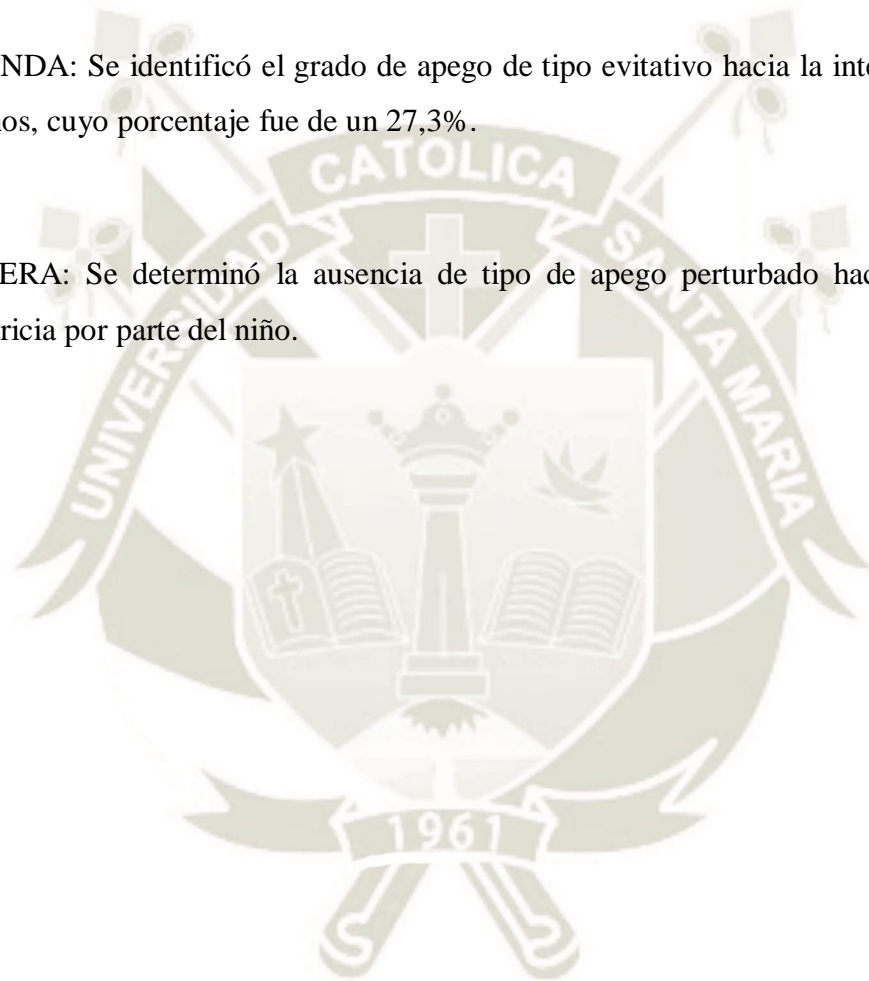 NDA: Se identificó el grado de apego de tipo evitativo hacia la int
nos, cuyo porcentaje fue de un 27,3%.
ERA: Se determinó la ausencia de tipo de apego perturbado hac
ricia por parte del niño.
CATOLICA
UNIVERSIDAD
SANTA MARIA
1961